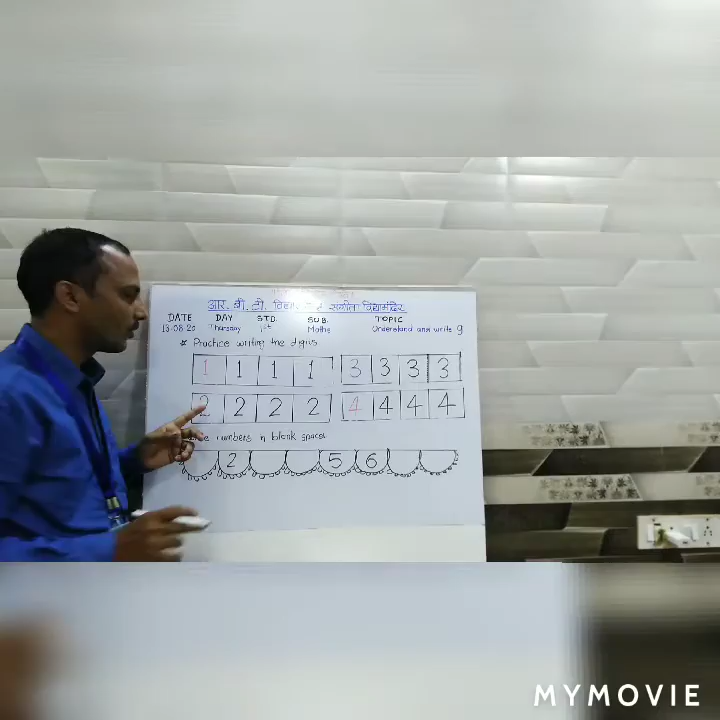 आर. बी. टी. विद्या
विद्यामंदिर
DATE DAY STD. SUB. TOPIC
13-08-20 Thursday 1st Maths Understand and write 9
* Practice writing the digits
1 1 1 1 3 3 3 3
2 2 2 2 4 4 4 4
numbers in blank spaces
2 5 6
MYMOVIE